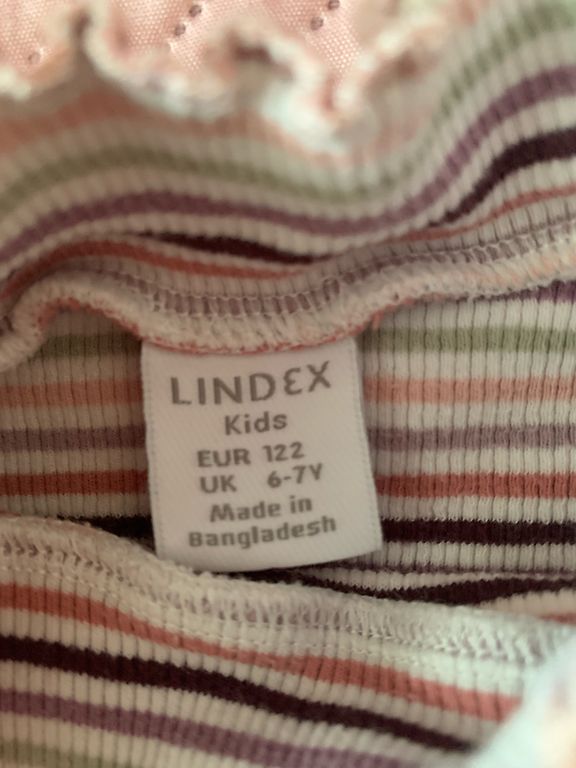 LINDEX
Kids
EUR 122
UK 6-7Y
Made in
Bangladesh